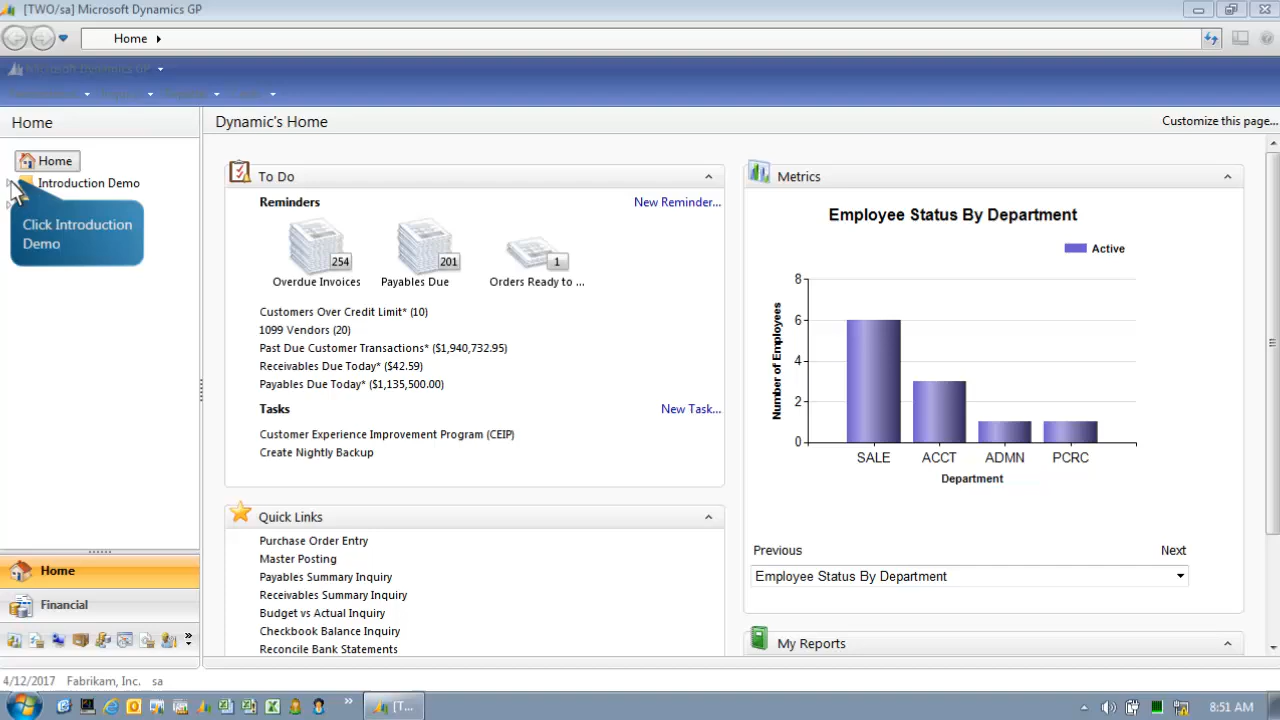 [TWO/sa] Microsoft Dynamics GP
Home
Microsoft Dynamics GP
Home
Home
Introduction Demo
Click Introduction
Demo
Dynamic's Home
Customize this page...
To Do
Reminders
New Reminder...
254
201
1
Overdue Invoices
Payables Due
Orders Ready to ...
Customers Over Credit Limit* (10)
1099 Vendors (20)
Past Due Customer Transactions* ($1,940,732.95)
Receivables Due Today* ($42.59)
Payables Due Today* ($1,135,500.00)
Tasks
New Task...
Customer Experience Improvement Program (CEIP)
Create Nightly Backup
Quick Links
Purchase Order Entry
Master Posting
Payables Summary Inquiry
Receivables Summary Inquiry
Budget vs Actual Inquiry
Checkbook Balance Inquiry
Reconcile Bank Statements
Metrics
Employee Status By Department
Active
Number of Employees
8
6
4
2
0
SALE
ACCT
ADMN
PCRC
Department
Previous
Next
Employee Status By Department
My Reports
Home
Financial
4/12/2017
Fabrikam, Inc.
sa
[T...
8:51 AM